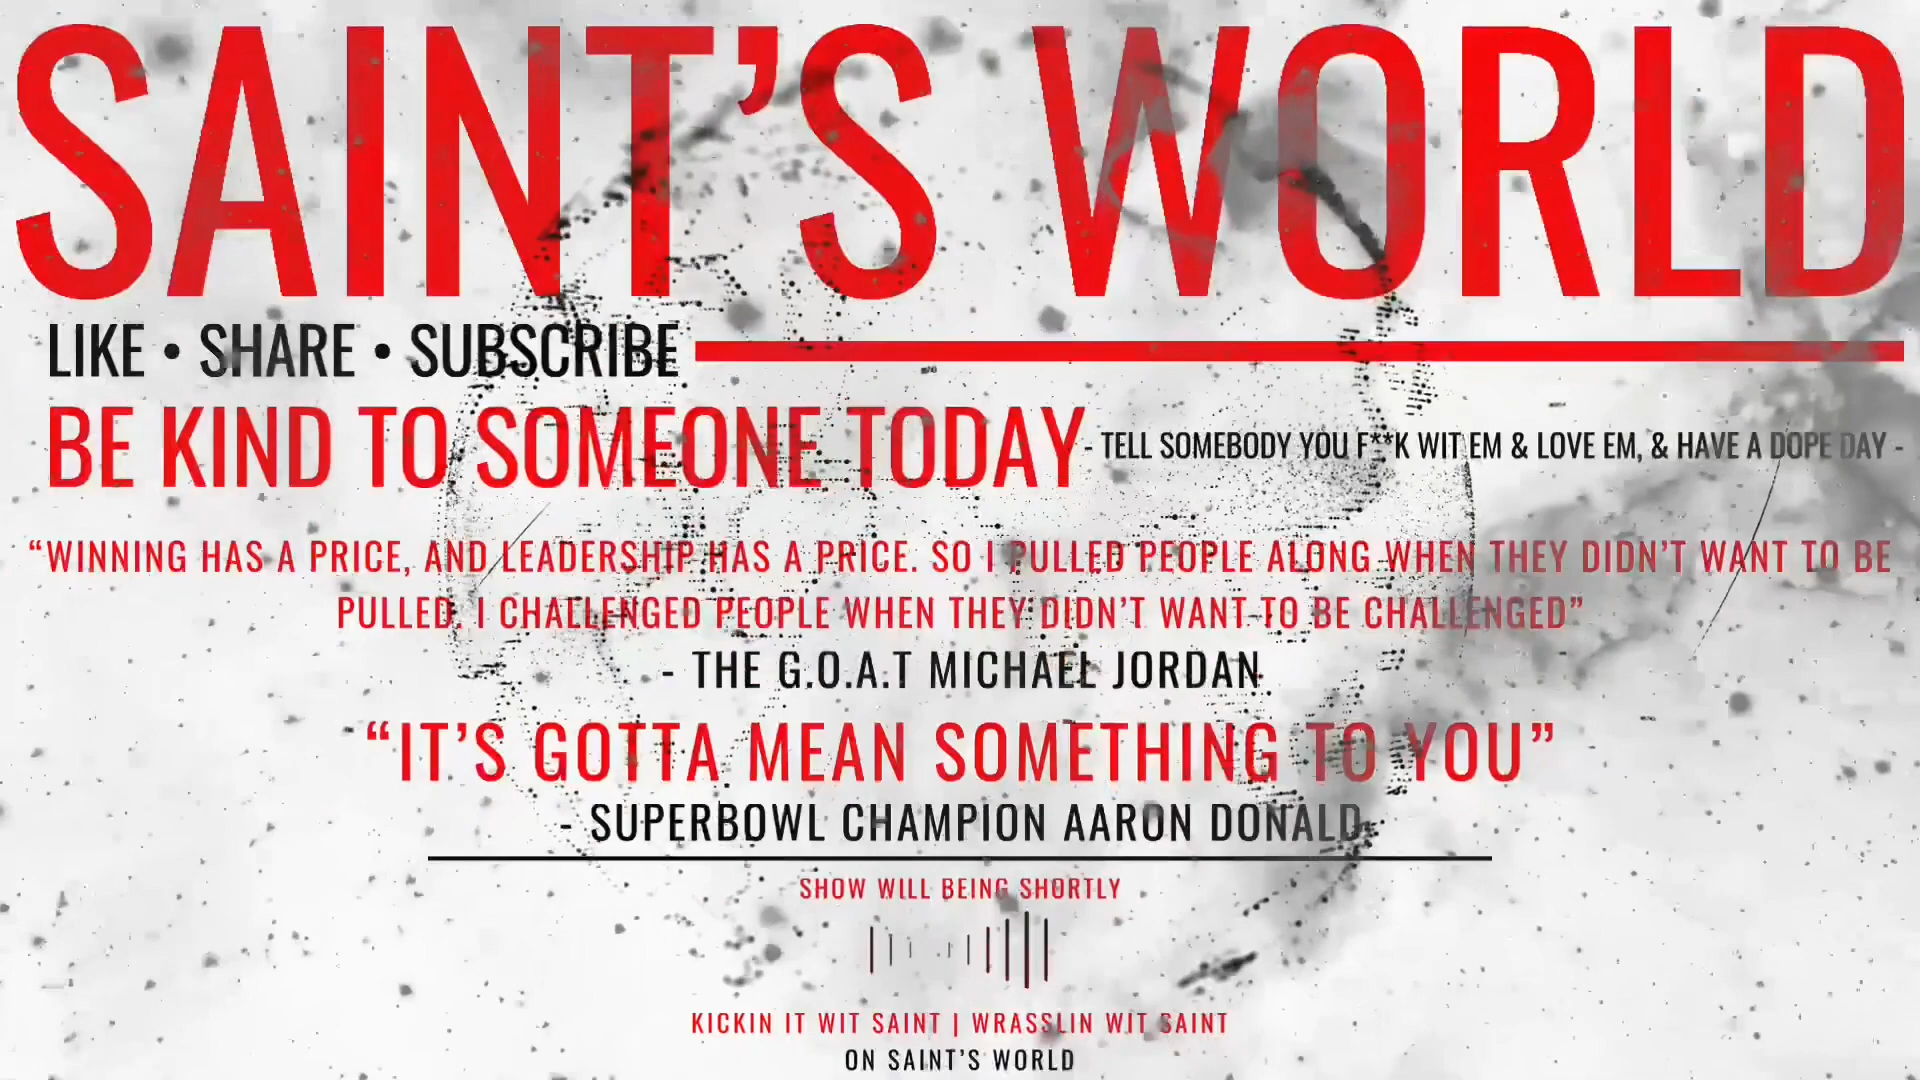 SAINT'S WORLD
LIKE • SHARE • SUBSCRIBE
BE KIND TO SOMEONE TODAY
- TELL SOMEBODY YOU F**K WIT EM & LOVE EM, & HAVE A DOPE DAY -
“WINNING HAS A PRICE, AND LEADERSHIP HAS A PRICE. SO I PULLED PEOPLE ALONG WHEN THEY DIDN'T WANT TO BE
PULLED. I CHALLENGED PEOPLE WHEN THEY DIDN'T WANT TO BE CHALLENGED”
- THE G.O.A.T MICHAEL JORDAN
“IT'S GOTTA MEAN SOMETHING TO YOU”
- SUPERBOWL CHAMPION AARON DONALD
SHOW WILL BEING SHORTLY
KICKIN IT WIT SAINT | WRASSLIN WIT SAINT
ON SAINT'S WORLD